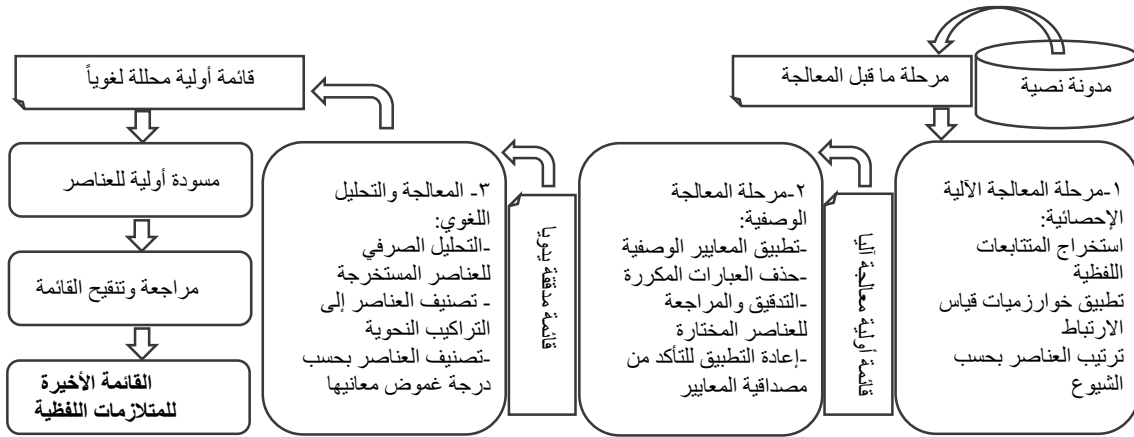 مدونة نصية
مرحلة ما قبل المعالجة
١-مرحلة المعالجة الآلية
الإحصائية:
استخراج المتتابعات
اللفظية
تطبيق خوارزميات قياس
الارتباط
ترتيب العناصر بحسب
الشيوع
قائمة أولية معالجة آليا
٢-مرحلة المعالجة
الوصفية:
-تطبيق المعايير الوصفية
-حذف العبارات المكررة
-التدقيق والمراجعة
للعناصر المختارة
-إعادة التطبيق للتأكد من
مصداقية المعايير
قائمة مدققة يدويا
٣- المعالجة والتحليل
اللغوي:
-التحليل الصرفي
للعناصر المستخرجة
- تصنيف العناصر إلى
التراكيب النحوية
-تصنيف العناصر بحسب
درجة غموض معانيها
قائمة أولية محللة لغوياً
مسودة أولية للعناصر
مراجعة وتنقيح القائمة
القائمة الأخيرة
للمتلازمات اللفظية